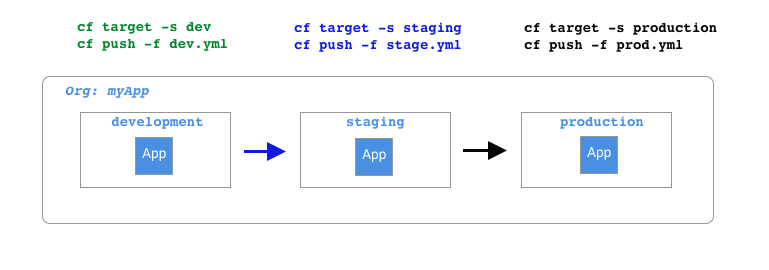 cf target -s dev
cf push -f dev.yml
cf target -s staging
cf push -f stage.yml
cf target -s production
cf push -f prod.yml
Org: myApp
development
App
staging
App
production
App